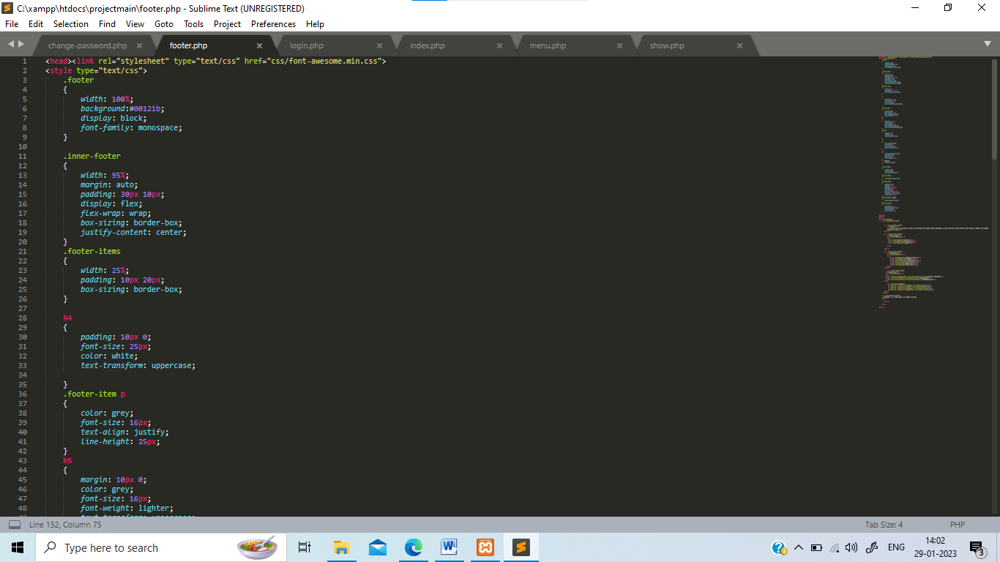 C:\xampp\htdocs\projectmain\footer.php - Sublime Text (UNREGISTERED)
File Edit Selection Find View Goto Tools Project Preferences Help
change-password.php footer.php login.php index.php menu.php show.php
1 <head><link rel="stylesheet" type="text/css" href="css/font-awesome.min.css">
2 <style type="text/css">
3 .footer
4 {
5 width: 100%;
6 background:#00121b;
7 display: block;
8 font-family: monospace;
9 }
10
11 .inner-footer
12 {
13 width: 95%;
14 margin: auto;
15 padding: 30px 10px;
16 display: flex;
17 flex-wrap: wrap;
18 box-sizing: border-box;
19 justify-content: center;
20 }
21 .footer-items
22 {
23 width: 25%;
24 padding: 10px 20px;
25 box-sizing: border-box;
26 }
27
28 h4
29 {
30 padding: 10px 0;
31 font-size: 25px;
32 color: white;
33 text-transform: uppercase;
34
35 }
36 .footer-item p
37 {
38 color: grey;
39 font-size: 16px;
40 text-align: justify;
41 line-height: 25px;
42 }
43 h5
44 {
45 margin: 10px 0;
46 color: grey;
47 font-size: 16px;
48 font-weight: lighter;
Line 152, Column 75 Tab Size: 4 PHP
Type here to search ENG 14:02
29-01-2023 3